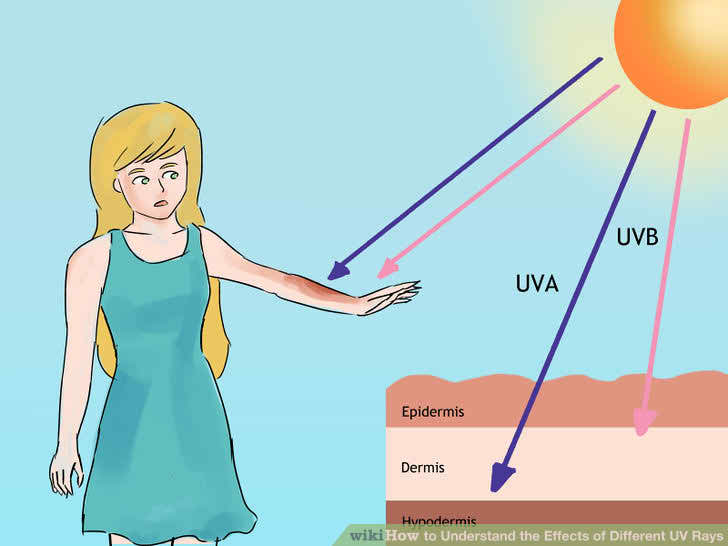 UVB
UVA
Epidermis
Dermis
Hypodermis
wikiHow to Understand the Effects of Different UV Rays